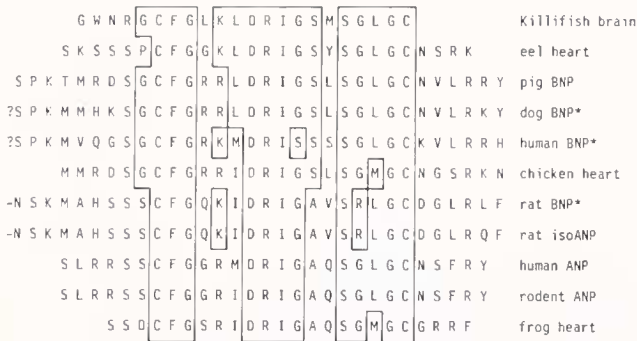 G W N R G C F G L K L D R I G S M S G L G C Killifish brain
S K S S S P C F G G K L D R I G S Y S G L G C N S R K eel heart
S P K T M R D S G C F G R R L D R I G S L S G L G C N V L R R Y pig BNP
?S P K M M H K S G C F G R R L D R I G S L S G L G C N V L R K Y dog BNP*
?S P K M V Q G S G C F G R K M D R I S S S S G L G C K V L R R H human BNP*
M M R D S G C F G R R I D R I G S L S G M G C N G S R K N chicken heart
-N S K M A H S S S C F G Q K I D R I G A V S R L G C D G L R L F rat BNP*
-N S K M A H S S S C F G Q K I D R I G A V S R L G C D G L R Q F rat isoANP
S L R R S S C F G G R M D R I G A Q S G L G C N S F R Y human ANP
S L R R S S C F G G R I D R I G A Q S G L G C N S F R Y rodent ANP
S S D C F G S R I D R I G A Q S G M G C G R R F frog heart